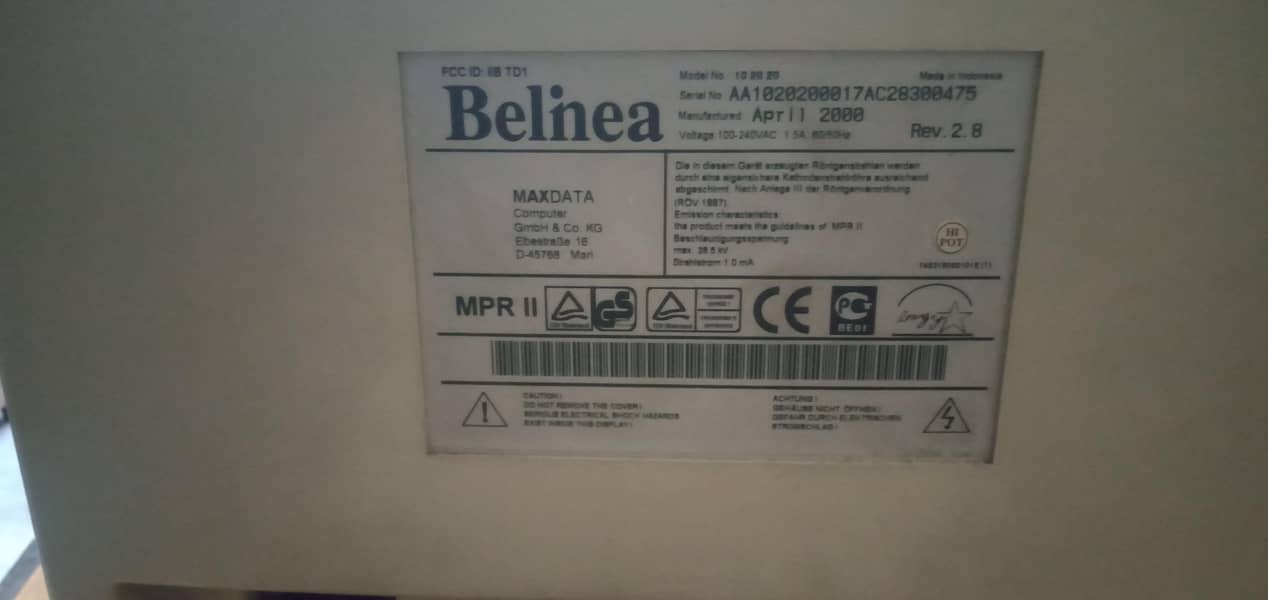 FCC ID: IIB TD1
Belinea
Model No. 10 20 20
Made in Indonesia
Serial No. AA1020200017AC28300475
Manufactured April 2000
Voltage 100-240VAC 1.5A, 60/50Hz
Rev. 2.8
MAXDATA
Computer
GmbH & Co. KG
Elbestraße 16
D-45768 Marl
Die in diesem Gerät erzeugten Röntgenstrahlen werden
durch eine eigensichere Kathodenstrahlröhre ausreichend
abgeschirmt. Nach Anlage III der Röntgenverordnung
(RÖV 1987).
Emission characteristics:
the product meets the guidelines of MPR II
Beschleunigungsspannung
max. 28.5 kV
Strahlstrom 1.0 mA
HI
POT
MPR II
GS
CE
PG
BE01
Energy
CAUTION!
DO NOT REMOVE THE COVER!
SERIOUS ELECTRICAL SHOCK HAZARDS
EXIST INSIDE THIS DISPLAY!
ACHTUNG!
GEHÄUSE NICHT ÖFFNEN!
GEFAHR DURCH ELEKTRISCHEN
STROMSCHLAG!